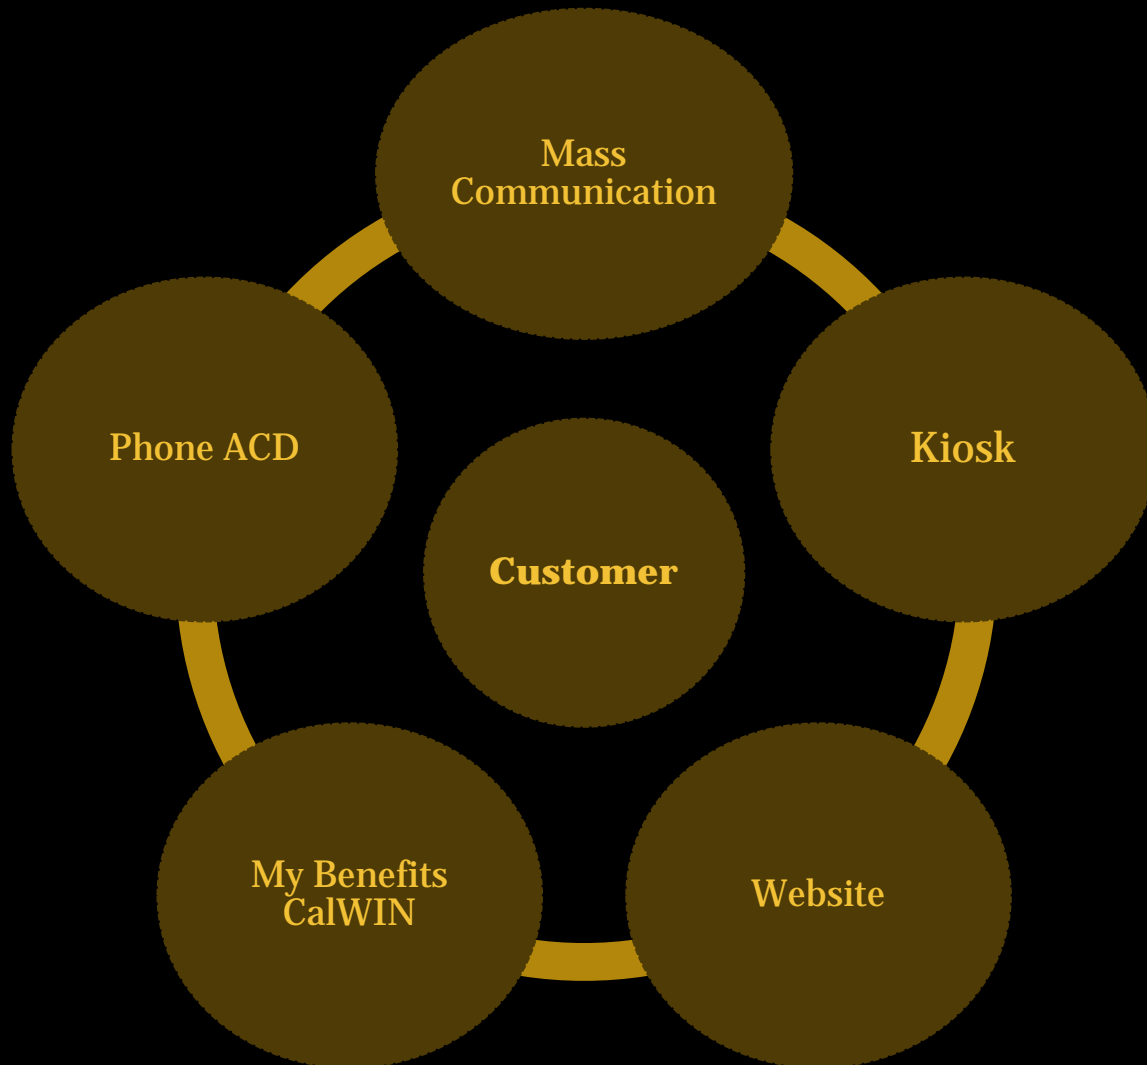 Mass
Communication
Phone ACD
Kiosk
Customer
My Benefits
CalWIN
Website